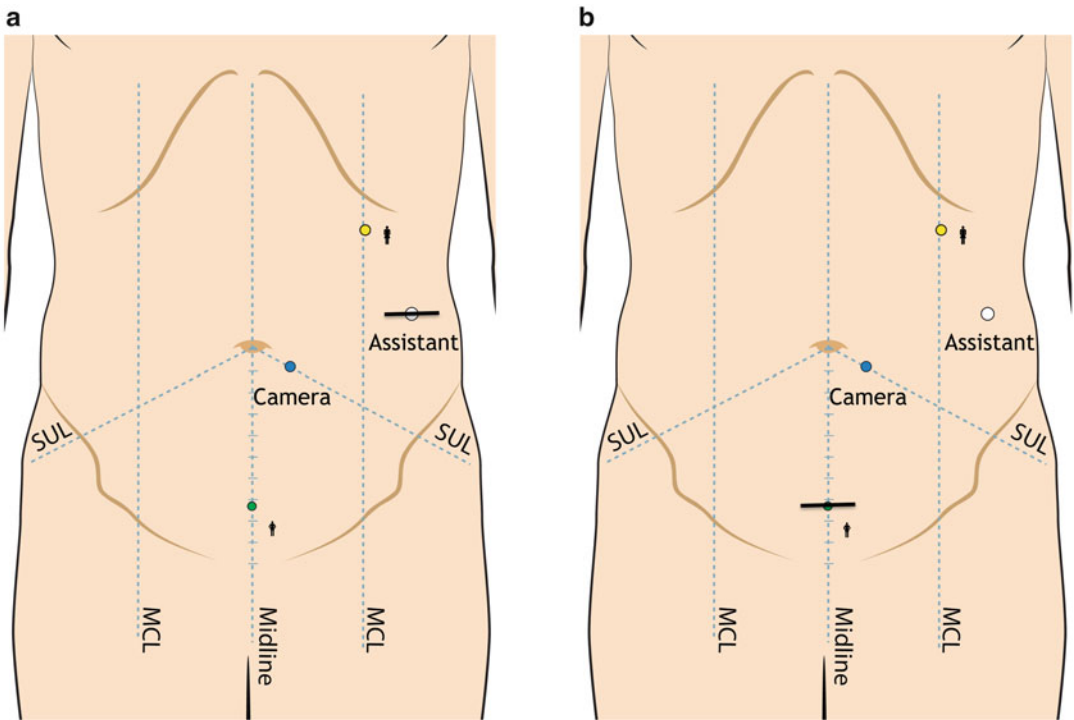 a
Assistant
Camera
SUL
SUL
MCL
Midline
MCL
b
Assistant
Camera
SUL
SUL
MCL
Midline
MCL